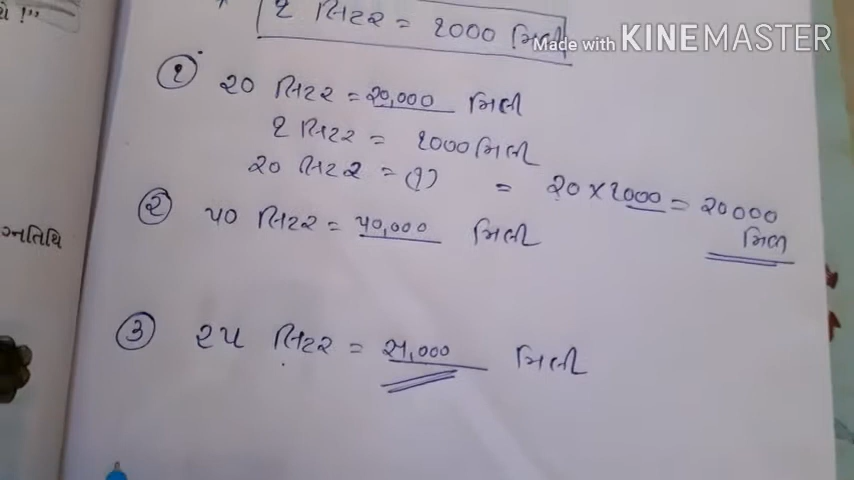 છે !”
૧ લિટર = ૧૦૦૦ મિલી
Made with KINEMASTER
(૧) ૨૦ લિટર = ૨૦,૦૦૦ મિલી
૧ લિટર = ૧૦૦૦ મિલી
૨૦ લિટર = (?) = ૨૦ × ૧૦૦૦ = ૨૦૦૦૦
મિલી
(૨) ૫૦ લિટર = ૫૦,૦૦૦ મિલી
(૩) ૨૫ લિટર = ૨૫,૦૦૦ મિલી